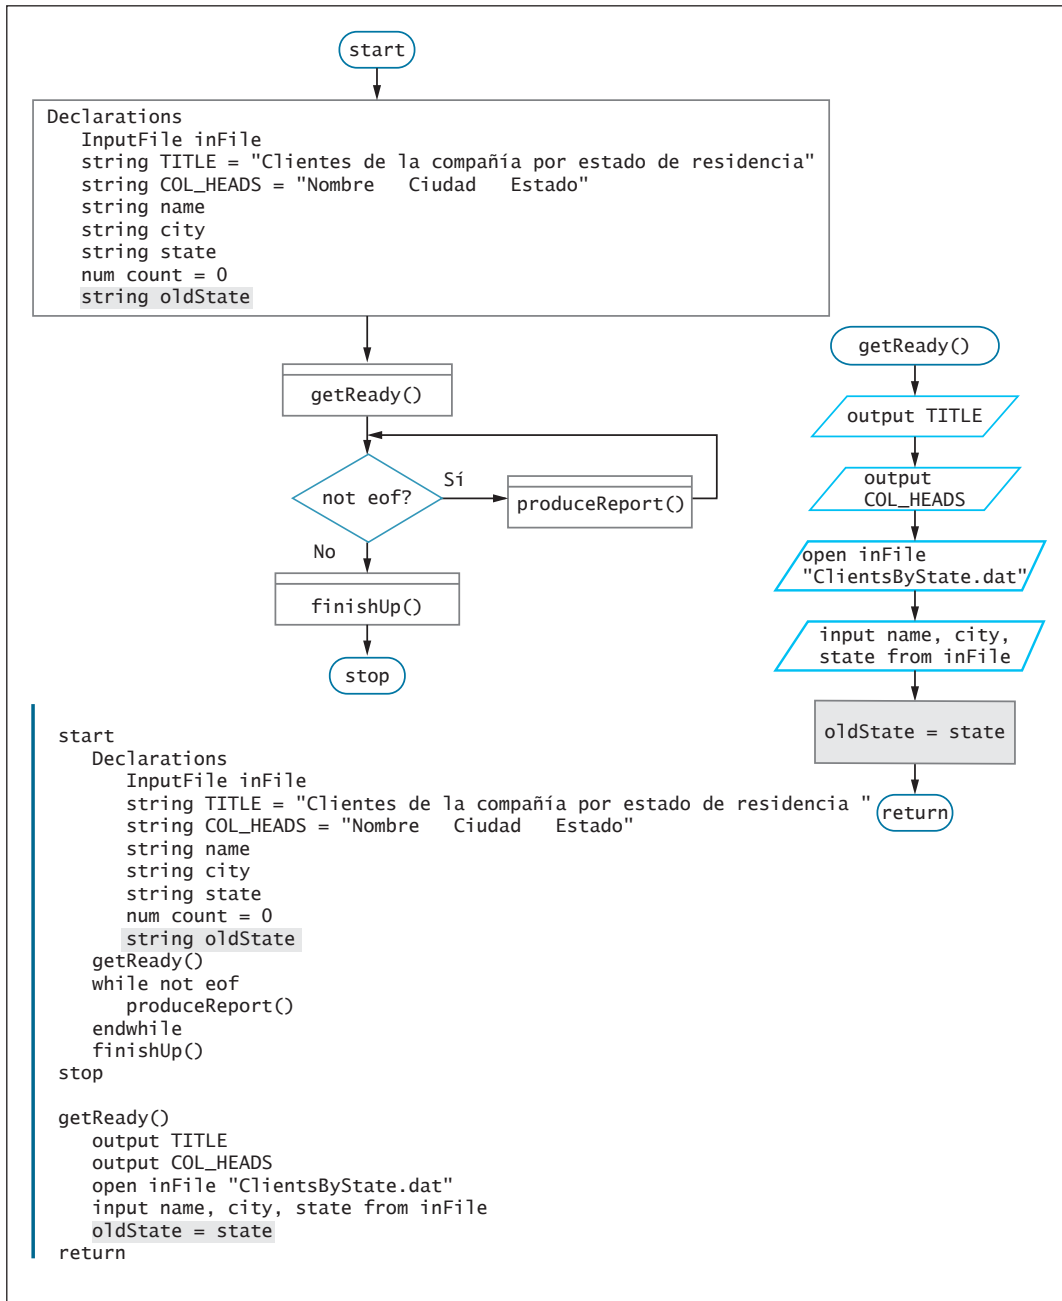 start
Declarations
InputFile inFile
string TITLE = "Clientes de la compañía por estado de residencia"
string COL_HEADS = "Nombre   Ciudad   Estado"
string name
string city
string state
num count = 0
string oldState
getReady()
not eof?
Sí
produceReport()
No
finishUp()
stop
getReady()
output TITLE
output
COL_HEADS
open inFile
"ClientsByState.dat"
input name, city,
state from inFile
oldState = state
return
start
   Declarations
      InputFile inFile
      string TITLE = "Clientes de la compañía por estado de residencia "
      string COL_HEADS = "Nombre   Ciudad   Estado"
      string name
      string city
      string state
      num count = 0
      string oldState
   getReady()
   while not eof
      produceReport()
   endwhile
   finishUp()
stop
getReady()
   output TITLE
   output COL_HEADS
   open inFile "ClientsByState.dat"
   input name, city, state from inFile
   oldState = state
return